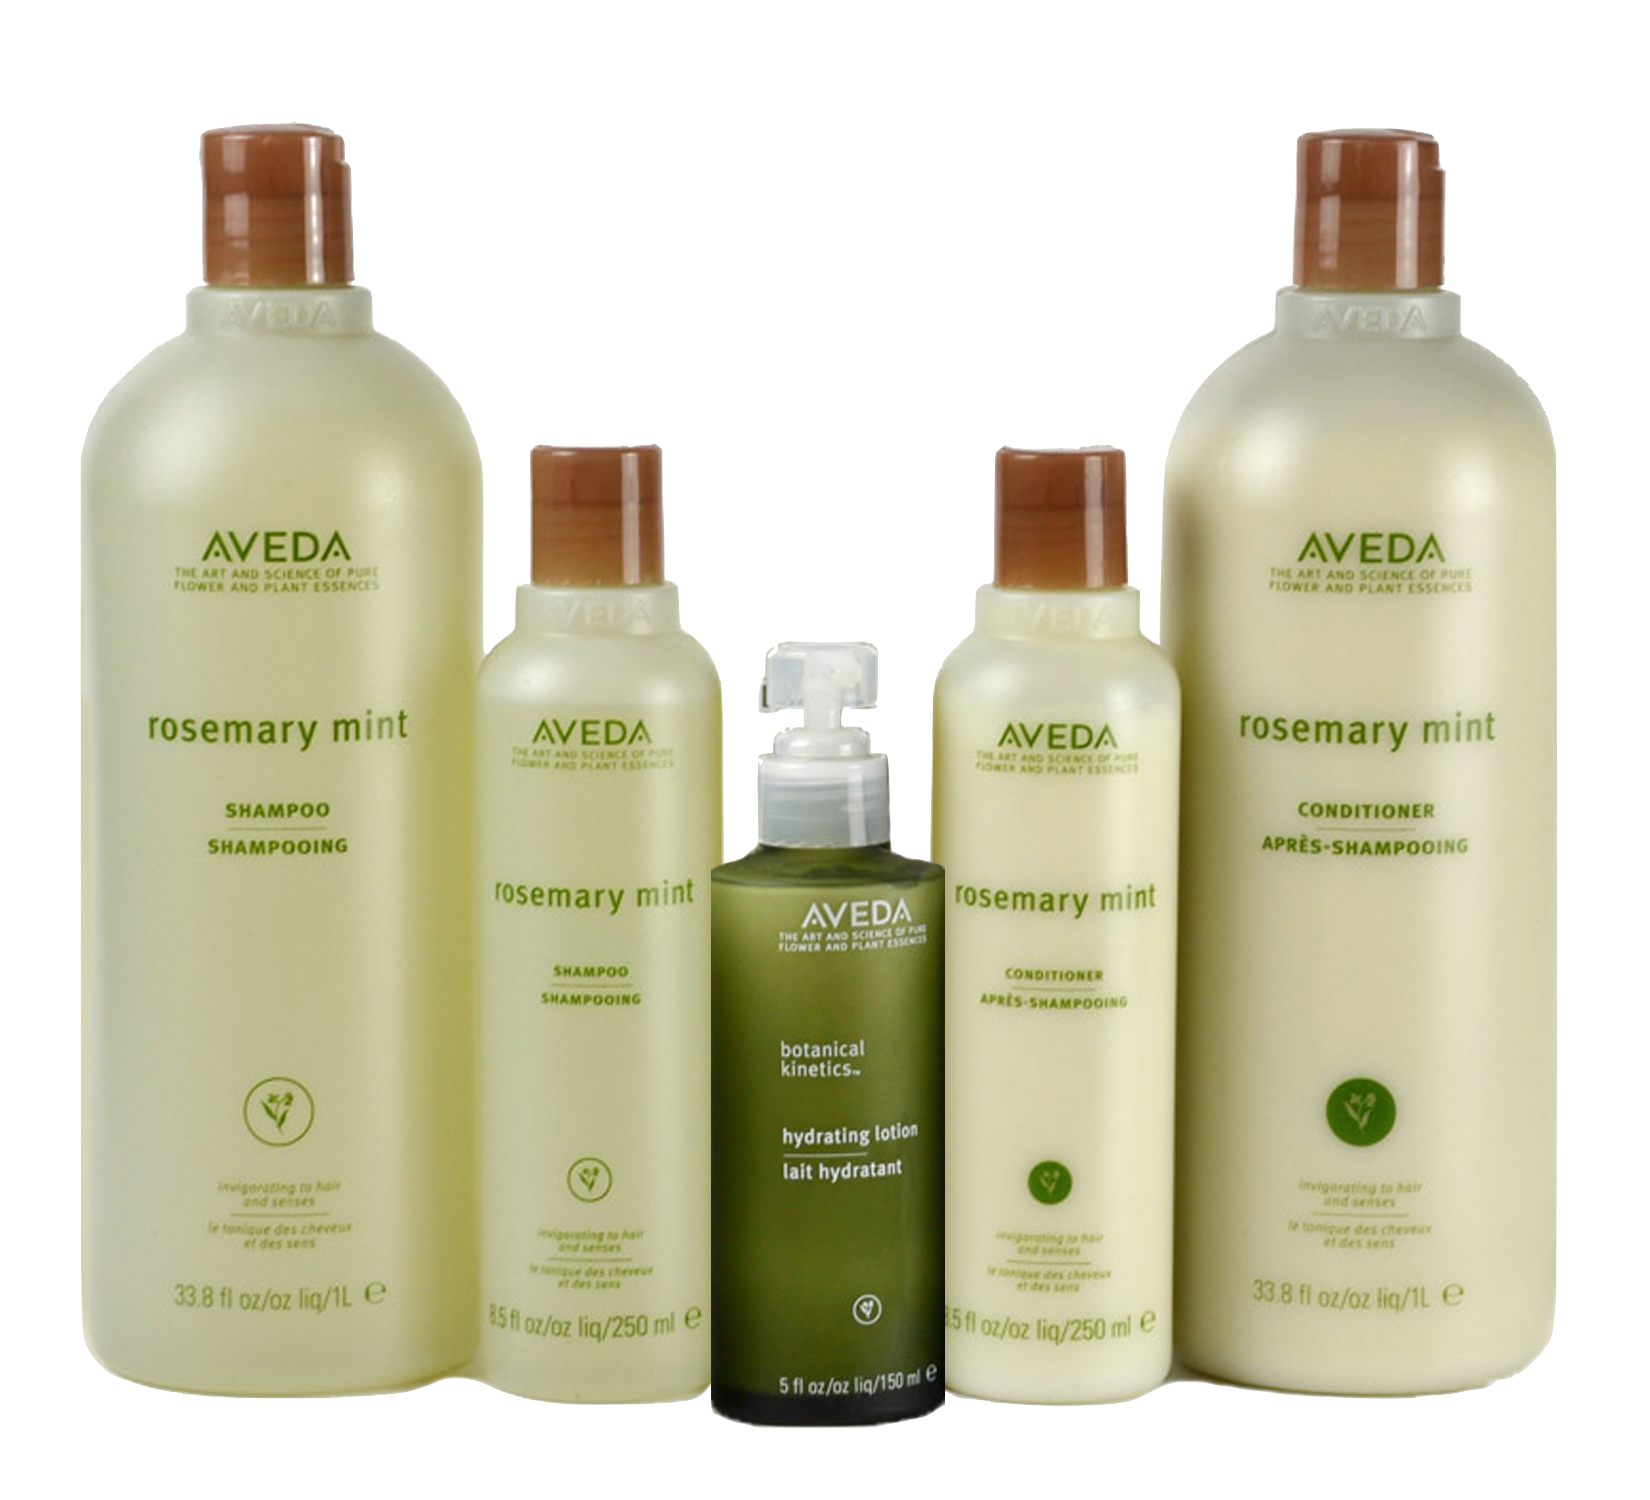 AVEDA
AVEDA
THE ART AND SCIENCE OF PURE
FLOWER AND PLANT ESSENCES
rosemary mint
SHAMPOO
SHAMPOOING
invigorating to hair
and senses
le tonique des cheveux
et des sens
33.8 fl oz/oz liq/1L e
AVEDA
AVEDA
THE ART AND SCIENCE OF PURE
FLOWER AND PLANT ESSENCES
rosemary mint
SHAMPOO
SHAMPOOING
invigorating to hair
and senses
le tonique des cheveux
et des sens
8.5 fl oz/oz liq/250 ml e
AVEDA
THE ART AND SCIENCE OF PURE
FLOWER AND PLANT ESSENCES
botanical
kinetics™
hydrating lotion
lait hydratant
5 fl oz/oz liq/150 ml e
AVEDA
AVEDA
THE ART AND SCIENCE OF PURE
FLOWER AND PLANT ESSENCES
rosemary mint
CONDITIONER
APRÈS-SHAMPOOING
invigorating to hair
and senses
le tonique des cheveux
et des sens
8.5 fl oz/oz liq/250 ml e
AVEDA
AVEDA
THE ART AND SCIENCE OF PURE
FLOWER AND PLANT ESSENCES
rosemary mint
CONDITIONER
APRÈS-SHAMPOOING
invigorating to hair
and senses
le tonique des cheveux
et des sens
33.8 fl oz/oz liq/1L e